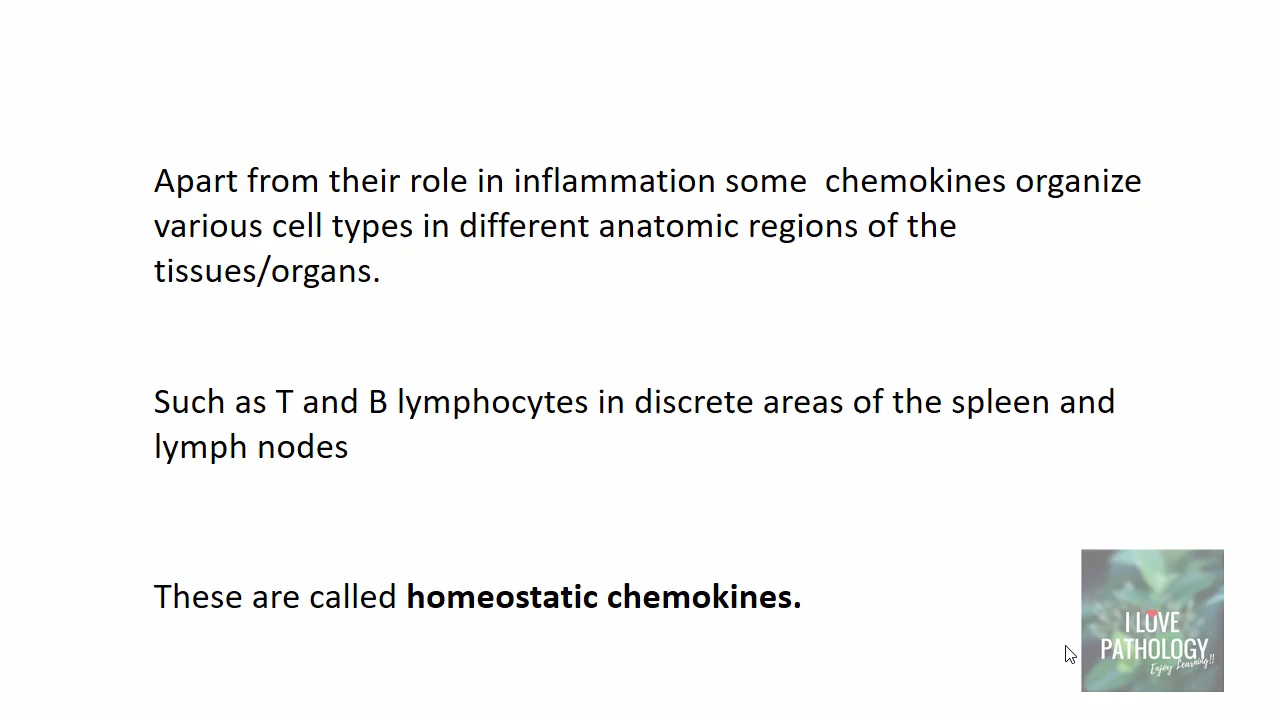 Apart from their role in inflammation some  chemokines organize
various cell types in different anatomic regions of the
tissues/organs.
Such as T and B lymphocytes in discrete areas of the spleen and
lymph nodes
These are called homeostatic chemokines.
I LOVE
PATHOLOGY
Enjoy Learning!!